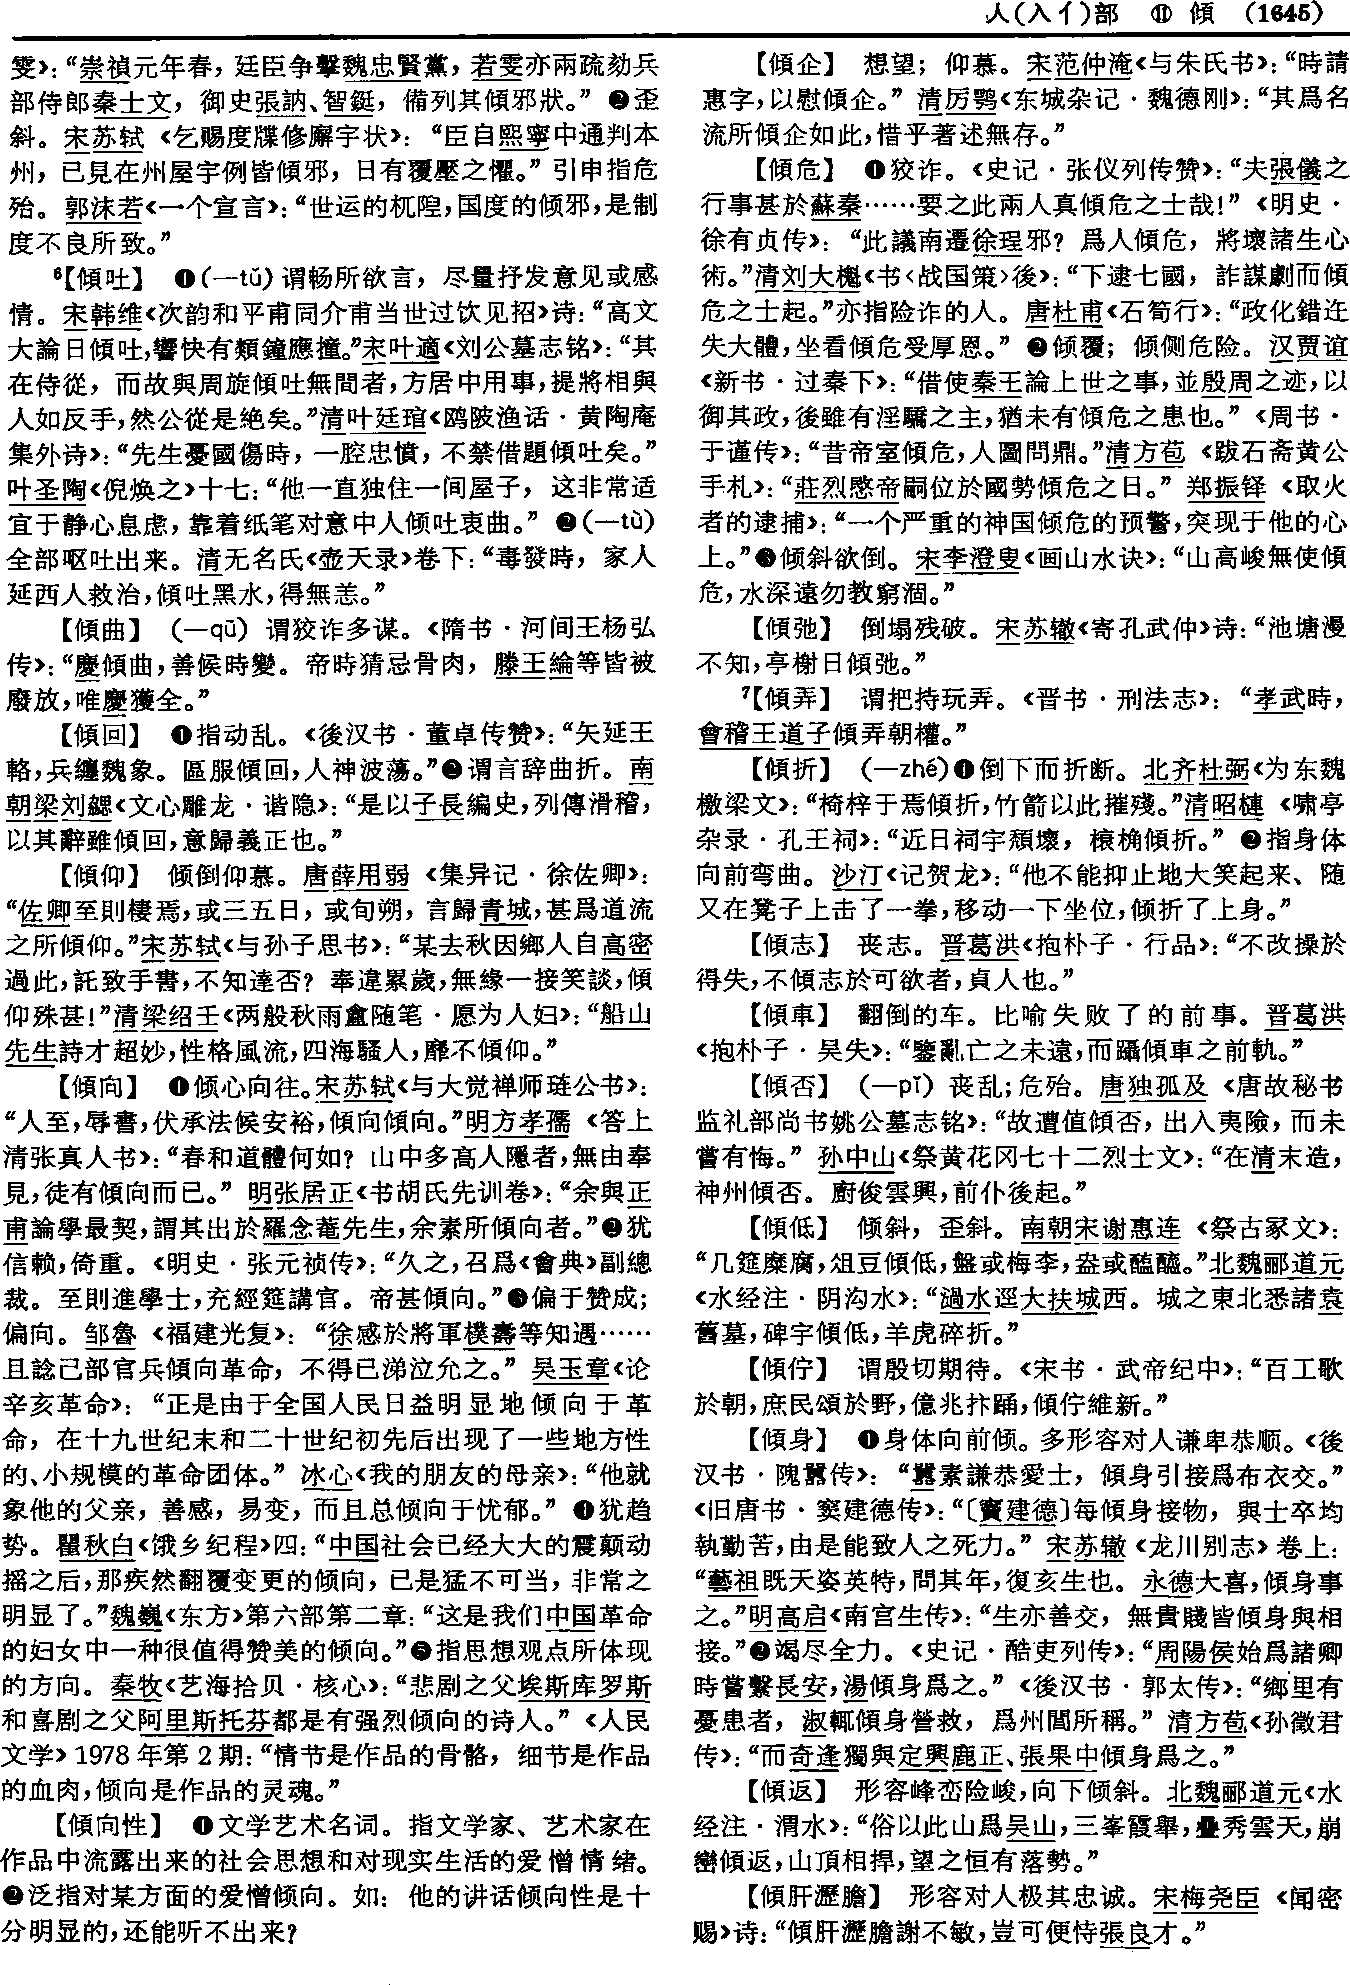 人(入亻)部 ⑪ 傾 (1645)
雯》：“崇禎元年春，廷臣争擊魏忠賢黨，若雯亦兩疏劾兵
部侍郎秦士文，御史張訥、智鋌，備列其傾邪狀。” ❷歪
斜。宋苏轼《乞赐度牒修廨宇状》：“臣自熙寧中通判本
州，已見在州屋宇例皆傾邪，日有覆壓之懼。” 引申指危
殆。郭沫若《一个宣言》：“世运的杌陧，国度的倾邪，是制
度不良所致。”
⁶【傾吐】 ❶(一tǔ)谓畅所欲言，尽量抒发意见或感
情。宋韩维《次韵和平甫同介甫当世过饮见招》诗：“高文
大論日傾吐，響快有類鐘應撞。”宋叶適《刘公墓志铭》：“其
在侍從，而故與周旋傾吐無間者，方居中用事，提將相與
人如反手，然公從是絶矣。”清叶廷琯《鸥陂渔话·黄陶庵
集外诗》：“先生憂國傷時，一腔忠憤，不禁借題傾吐矣。”
叶圣陶《倪焕之》十七：“他一直独住一间屋子，这非常适
宜于静心息虑，靠着纸笔对意中人倾吐衷曲。” ❷(一tù)
全部呕吐出来。清无名氏《壶天录》卷下：“毒發時，家人
延西人救治，傾吐黑水，得無恙。”
【傾曲】 (一qū) 谓狡诈多谋。《隋书·河间王杨弘
传》：“慶傾曲，善候時變。帝時猜忌骨肉，滕王綸等皆被
廢放，唯慶獲全。”
【傾回】 ❶指动乱。《後汉书·董卓传赞》：“矢延王
輅，兵纏魏象。區服傾回，人神波蕩。”❷谓言辞曲折。南
朝梁刘勰《文心雕龙·谐隐》：“是以子長編史，列傳滑稽，
以其辭雖傾回，意歸義正也。”
【傾仰】 倾倒仰慕。唐薛用弱《集异记·徐佐卿》：
“佐卿至則棲焉，或三五日，或旬朔，言歸青城，甚爲道流
之所傾仰。”宋苏轼《与孙子思书》：“某去秋因鄉人自高密
過此，託致手書，不知達否？奉違累歲，無緣一接笑談，傾
仰殊甚！”清梁绍壬《两般秋雨盦随笔·愿为人妇》：“船山
先生詩才超妙，性格風流，四海騷人，靡不傾仰。”
【傾向】 ❶倾心向往。宋苏轼《与大觉禅师琏公书》：
“人至，辱書，伏承法候安裕，傾向傾向。”明方孝孺《答上
清张真人书》：“春和道體何如？山中多高人隱者，無由奉
見，徒有傾向而已。” 明张居正《书胡氏先训卷》：“余與正
甫論學最契，謂其出於羅念菴先生，余素所傾向者。”❷犹
信赖，倚重。《明史·张元祯传》：“久之，召爲《會典》副總
裁。至則進學士，充經筵講官。帝甚傾向。”❸偏于赞成；
偏向。邹魯《福建光复》：“徐感於將軍樸壽等知遇……
且諗己部官兵傾向革命，不得已涕泣允之。” 吴玉章《论
辛亥革命》：“正是由于全国人民日益明显地倾向于革
命，在十九世纪末和二十世纪初先后出现了一些地方性
的、小规模的革命团体。” 冰心《我的朋友的母亲》：“他就
象他的父亲，善感，易变，而且总倾向于忧郁。” ❹犹趋
势。瞿秋白《饿乡纪程》四：“中国社会已经大大的震颠动
摇之后，那疾然翻覆变更的倾向，已是猛不可当，非常之
明显了。”魏巍《东方》第六部第二章：“这是我们中国革命
的妇女中一种很值得赞美的倾向。”❺指思想观点所体现
的方向。秦牧《艺海拾贝·核心》：“悲剧之父埃斯库罗斯
和喜剧之父阿里斯托芬都是有强烈倾向的诗人。”《人民
文学》1978年第2期：“情节是作品的骨骼，细节是作品
的血肉，倾向是作品的灵魂。”
【傾向性】 ❶文学艺术名词。指文学家、艺术家在
作品中流露出来的社会思想和对现实生活的爱憎情绪。
❷泛指对某方面的爱憎倾向。如：他的讲话倾向性是十
分明显的，还能听不出来？
【傾企】 想望；仰慕。宋范仲淹《与朱氏书》：“時請
惠字，以慰傾企。” 清厉鹗《东城杂记·魏德刚》：“其爲名
流所傾企如此，惜乎著述無存。”
【傾危】 ❶狡诈。《史记·张仪列传赞》：“夫張儀之
行事甚於蘇秦……要之此兩人真傾危之士哉！”《明史·
徐有贞传》：“此議南遷徐珵邪？爲人傾危，將壞諸生心
術。”清刘大櫆《书〈战国策〉後》：“下逮七國，詐謀劇而傾
危之士起。”亦指险诈的人。唐杜甫《石筍行》：“政化錯迕
失大體，坐看傾危受厚恩。” ❷倾覆；倾侧危险。汉贾谊
《新书·过秦下》：“借使秦王論上世之事，並殷周之迹，以
御其政，後雖有淫驕之主，猶未有傾危之患也。”《周书·
于谨传》：“昔帝室傾危，人圖問鼎。”清方苞《跋石斋黄公
手札》：“莊烈愍帝嗣位於國勢傾危之日。” 郑振铎《取火
者的逮捕》：“一个严重的神国倾危的预警，突现于他的心
上。”❸倾斜欲倒。宋李澄叟《画山水诀》：“山高峻無使傾
危，水深遠勿教窮涸。”
【傾弛】 倒塌残破。宋苏辙《寄孔武仲》诗：“池塘漫
不知，亭榭日傾弛。”
⁷【傾弄】 谓把持玩弄。《晋书·刑法志》：“孝武時，
會稽王道子傾弄朝權。”
【傾折】 (一zhé)❶倒下而折断。北齐杜弼《为东魏
檄梁文》：“椅梓于焉傾折，竹箭以此摧殘。”清昭槤《啸亭
杂录·孔王祠》：“近日祠宇頹壞，榱桷傾折。” ❷指身体
向前弯曲。沙汀《记贺龙》：“他不能抑止地大笑起来、随
又在凳子上击了一拳，移动一下坐位，倾折了上身。”
【傾志】 丧志。晋葛洪《抱朴子·行品》：“不改操於
得失，不傾志於可欲者，貞人也。”
【傾車】 翻倒的车。比喻失败了的前事。晋葛洪
《抱朴子·吴失》：“鑒亂亡之未遠，而躡傾車之前軌。”
【傾否】 (一pǐ) 丧乱；危殆。唐独孤及《唐故秘书
监礼部尚书姚公墓志铭》：“故遭值傾否，出入夷險，而未
嘗有悔。” 孙中山《祭黄花冈七十二烈士文》：“在清末造，
神州傾否。廚俊雲興，前仆後起。”
【傾低】 倾斜，歪斜。南朝宋谢惠连《祭古冢文》：
“几筵糜腐，俎豆傾低，盤或梅李，盎或醢醯。”北魏郦道元
《水经注·阴沟水》：“過水逕大扶城西。城之東北悉諸袁
舊墓，碑宇傾低，羊虎碎折。”
【傾佇】 谓殷切期待。《宋书·武帝纪中》：“百工歌
於朝，庶民頌於野，億兆抃踊，傾佇維新。”
【傾身】 ❶身体向前倾。多形容对人谦卑恭顺。《後
汉书·隗囂传》：“囂素謙恭愛士，傾身引接爲布衣交。”
《旧唐书·窦建德传》：“〔竇建德〕每傾身接物，與士卒均
執勤苦，由是能致人之死力。” 宋苏辙《龙川别志》卷上：
“藝祖既天姿英特，問其年，復亥生也。永德大喜，傾身事
之。”明高启《南宫生传》：“生亦善交，無貴賤皆傾身與相
接。”❷竭尽全力。《史记·酷吏列传》：“周陽侯始爲諸卿
時嘗繫長安，湯傾身爲之。”《後汉书·郭太传》：“鄉里有
憂患者，淑輒傾身營救，爲州閭所稱。” 清方苞《孙徵君
传》：“而奇逢獨與定興鹿正、張果中傾身爲之。”
【傾返】 形容峰峦险峻，向下倾斜。北魏郦道元《水
经注·渭水》：“俗以此山爲吴山，三峯霞舉，疊秀雲天，崩
巒傾返，山頂相捍，望之恒有落勢。”
【傾肝瀝膽】 形容对人极其忠诚。宋梅尧臣《闻密
赐》诗：“傾肝瀝膽謝不敏，豈可便恃張良才。”